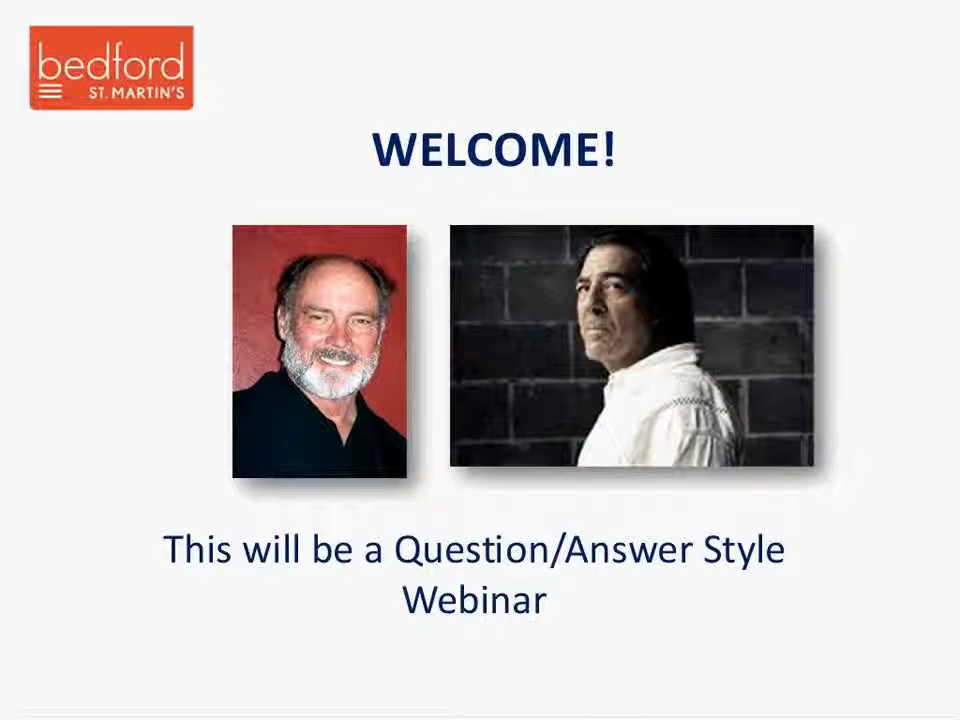 bedford
ST. MARTIN'S
WELCOME!
This will be a Question/Answer Style
Webinar